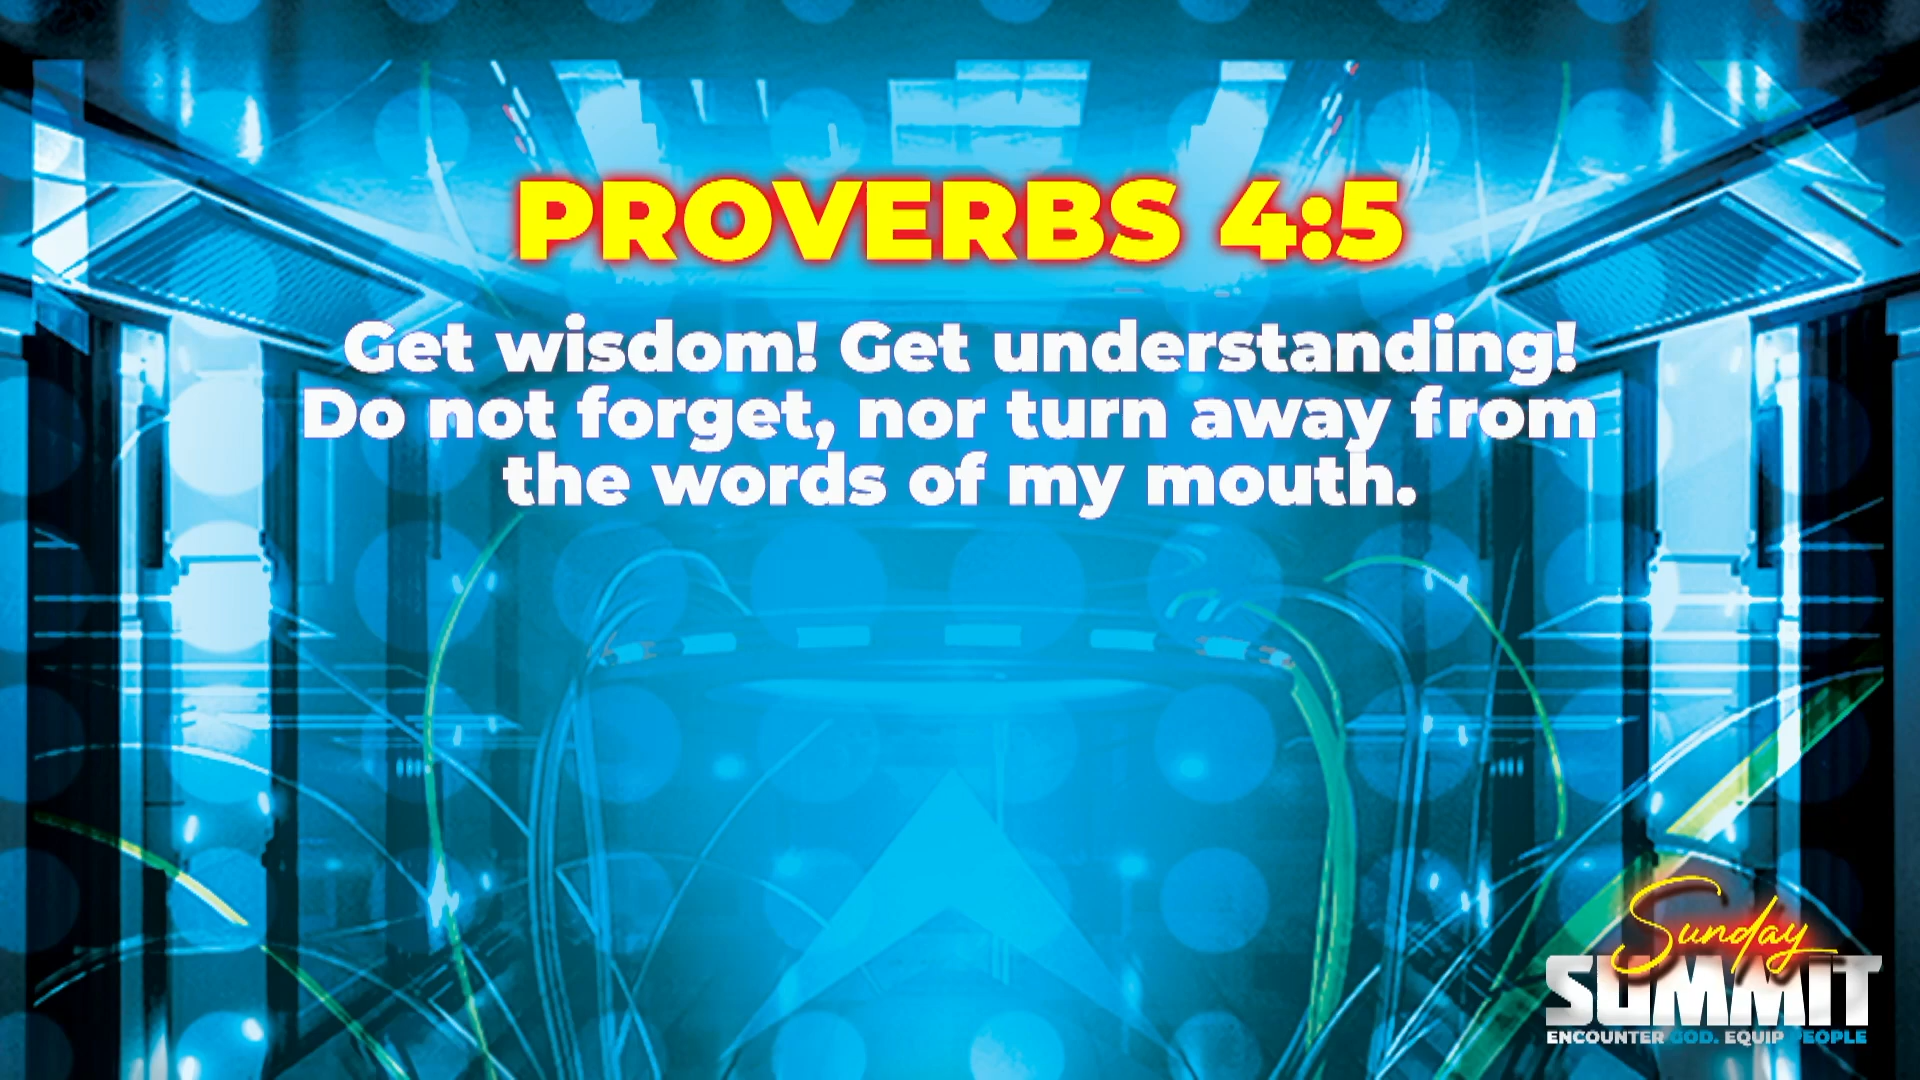 PROVERBS 4:5
Get wisdom! Get understanding!
Do not forget, nor turn away from
the words of my mouth.
Sunday
SUMMIT
ENCOUNTER GOD. EQUIP PEOPLE